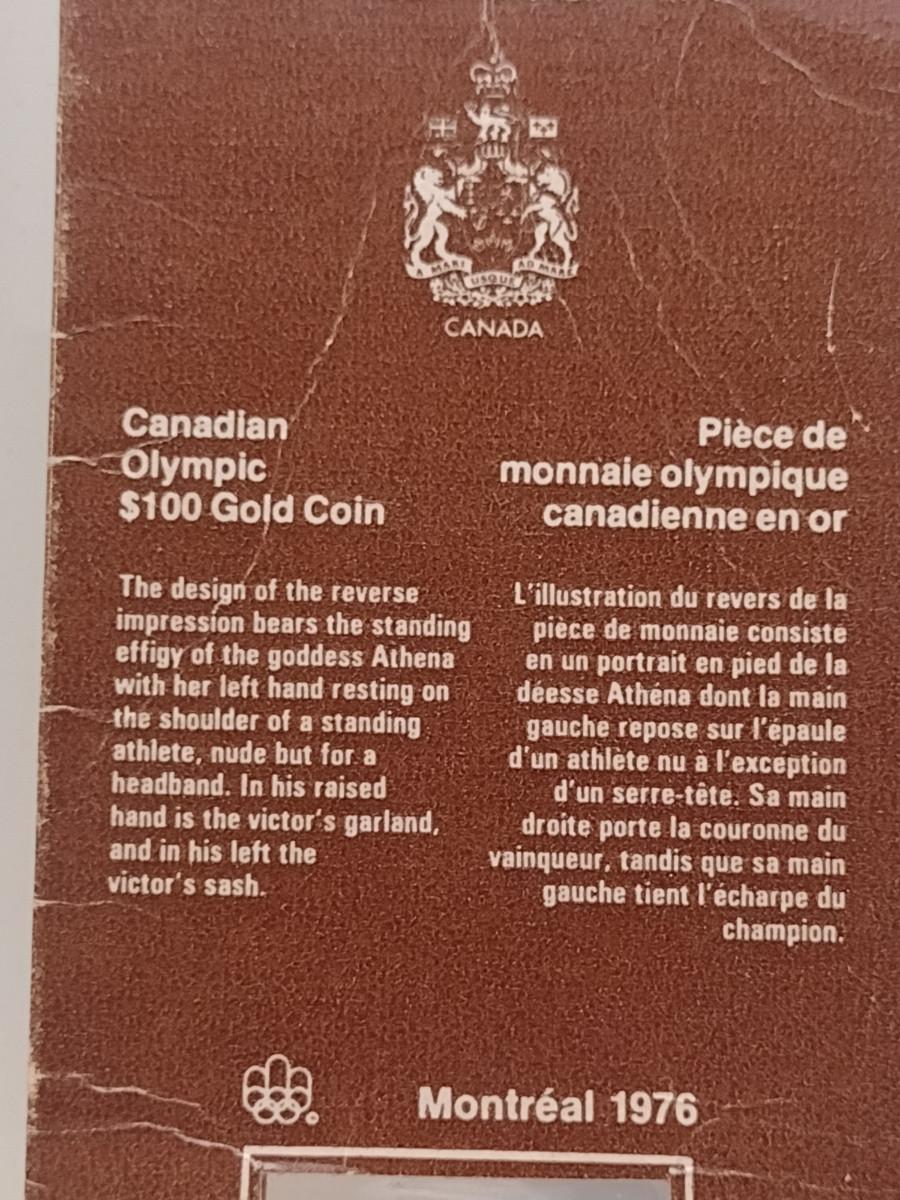 A MARI USQUE AD MARE
CANADA
Canadian
Olympic
$100 Gold Coin
The design of the reverse
impression bears the standing
effigy of the goddess Athena
with her left hand resting on
the shoulder of a standing
athlete, nude but for a
headband. In his raised
hand is the victor's garland,
and in his left the
victor's sash.
Pièce de
monnaie olympique
canadienne en or
L'illustration du revers de la
pièce de monnaie consiste
en un portrait en pied de la
déesse Athéna dont la main
gauche repose sur l'épaule
d'un athlète nu à l'exception
d'un serre-tête. Sa main
droite porte la couronne du
vainqueur, tandis que sa main
gauche tient l'écharpe du
champion.
Montréal 1976